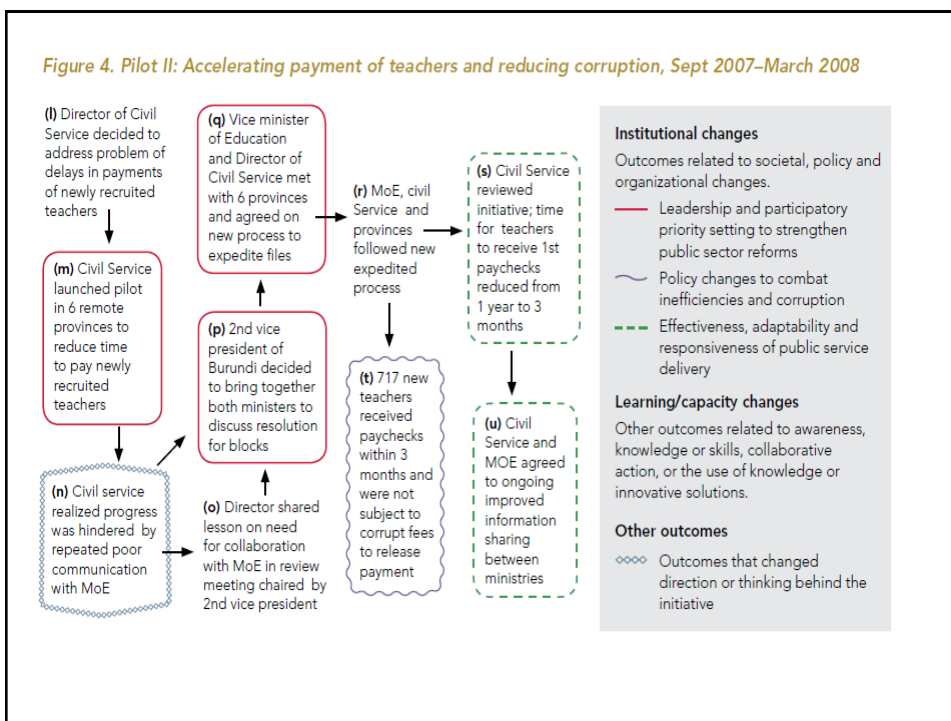 Figure 4. Pilot II: Accelerating payment of teachers and reducing corruption, Sept 2007–March 2008
(l) Director of Civil
Service decided to
address problem of
delays in payments
of newly recruited
teachers
(m) Civil Service
launched pilot
in 6 remote
provinces to
reduce time
to pay newly
recruited
teachers
(n) Civil service
realized progress
was hindered by
repeated poor
communication
with MoE
(o) Director shared
lesson on need
for collaboration
with MoE in review
meeting chaired by
2nd vice president
(p) 2nd vice
president of
Burundi decided
to bring together
both ministers to
discuss resolution
for blocks
(q) Vice minister
of Education
and Director of
Civil Service met
with 6 provinces
and agreed on
new process to
expedite files
(r) MoE, civil
Service and
provinces
followed new
expedited
process
(s) Civil Service
reviewed
initiative; time
for teachers
to receive 1st
paychecks
reduced from
1 year to 3
months
(t) 717 new
teachers
received
paychecks
within 3
months and
were not
subject to
corrupt fees
to release
payment
(u) Civil
Service and
MOE agreed
to ongoing
improved
information
sharing
between
ministries
Institutional changes
Outcomes related to societal, policy and
organizational changes.
Leadership and participatory
priority setting to strengthen
public sector reforms
Policy changes to combat
inefficiencies and corruption
Effectiveness, adaptability and
responsiveness of public service
delivery
Learning/capacity changes
Other outcomes related to awareness,
knowledge or skills, collaborative
action, or the use of knowledge or
innovative solutions.
Other outcomes
Outcomes that changed
direction or thinking behind the
initiative